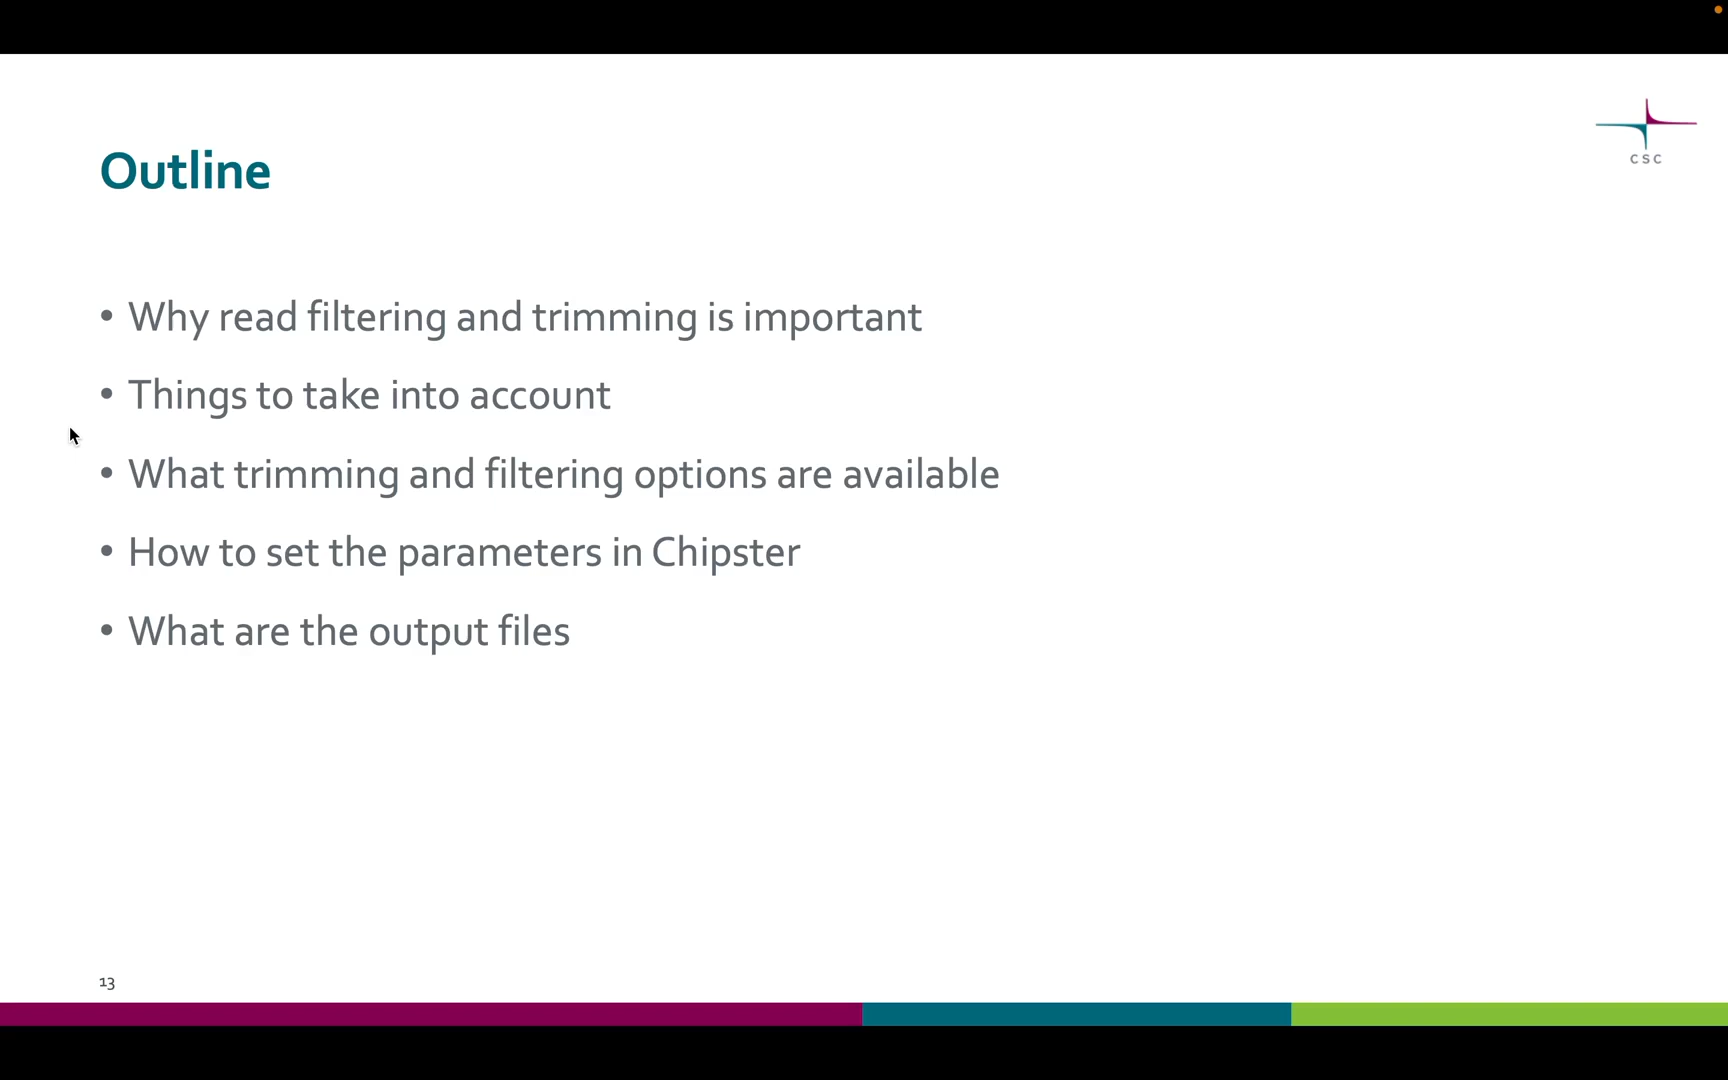 CSC
Outline
• Why read filtering and trimming is important
• Things to take into account
• What trimming and filtering options are available
• How to set the parameters in Chipster
• What are the output files
13